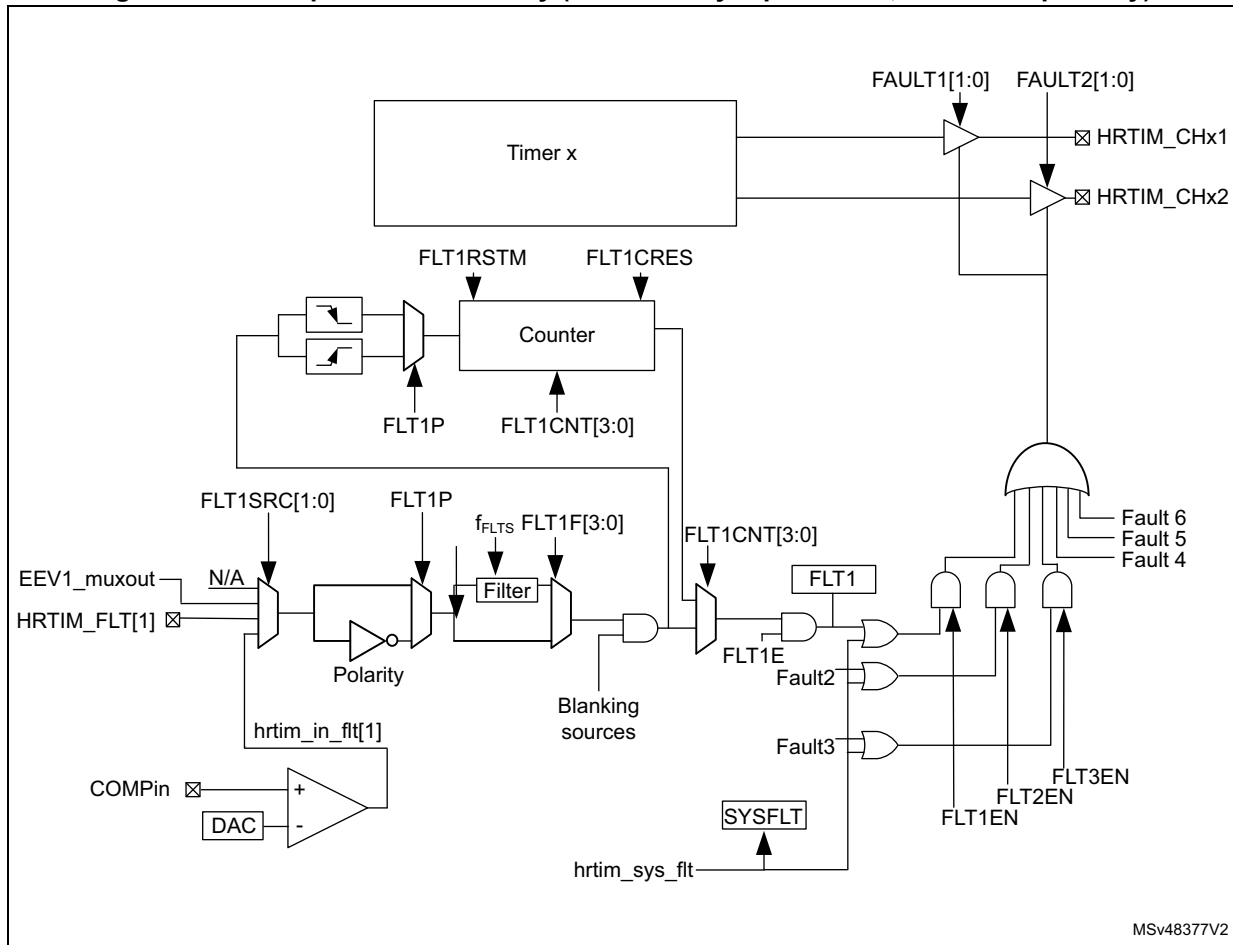 FAULT1[1:0] FAULT2[1:0]
Timer x
HRTIM_CHx1
HRTIM_CHx2
FLT1RSTM FLT1CRES
Counter
FLT1P FLT1CNT[3:0]
FLT1SRC[1:0] FLT1P
fFLTS FLT1F[3:0]
FLT1CNT[3:0]
Fault 6
Fault 5
Fault 4
N/A
EEV1_muxout
HRTIM_FLT[1]
Filter
FLT1
Polarity
FLT1E
Fault2
Blanking
sources
Fault3
hrtim_in_flt[1]
COMPin
+
DAC
-
SYSFLT
FLT3EN
FLT2EN
FLT1EN
hrtim_sys_flt
MSv48377V2